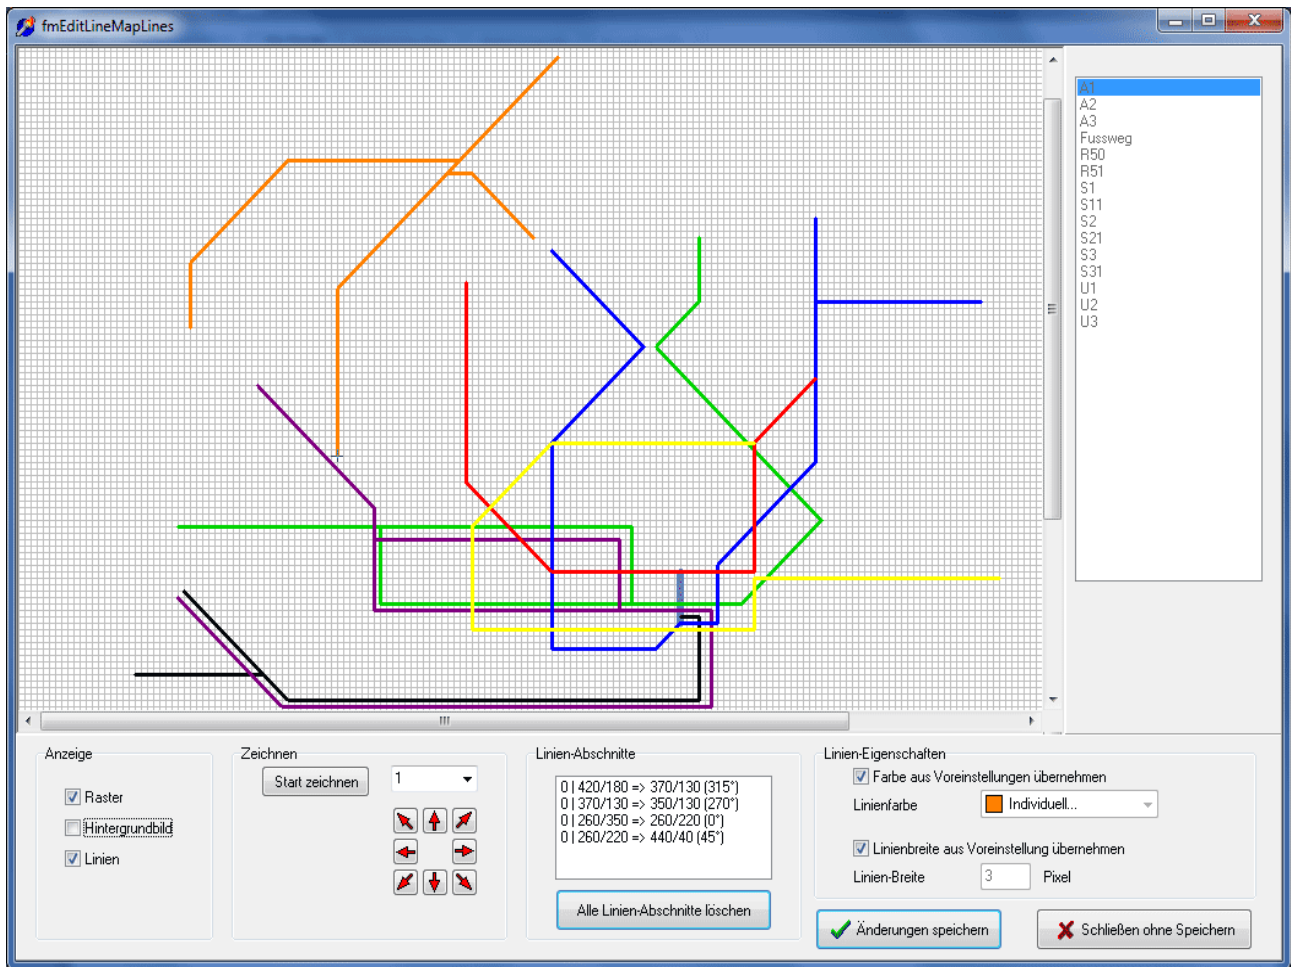 fmEditLineMapLines
A1
A2
A3
Fussweg
R50
R51
S1
S11
S2
S21
S3
S31
U1
U2
U3
Anzeige
Raster
Hintergrundbild
Linien
Zeichnen
Start zeichnen
1
Linien-Abschnitte
0 | 420/180 => 370/130 (315°)
0 | 370/130 => 350/130 (270°)
0 | 260/350 => 260/220 (0°)
0 | 260/220 => 440/40 (45°)
Alle Linien-Abschnitte löschen
Linien-Eigenschaften
Farbe aus Voreinstellungen übernehmen
Linienfarbe
Individuell...
Linienbreite aus Voreinstellung übernehmen
Linien-Breite
3
Pixel
Änderungen speichern
Schließen ohne Speichern